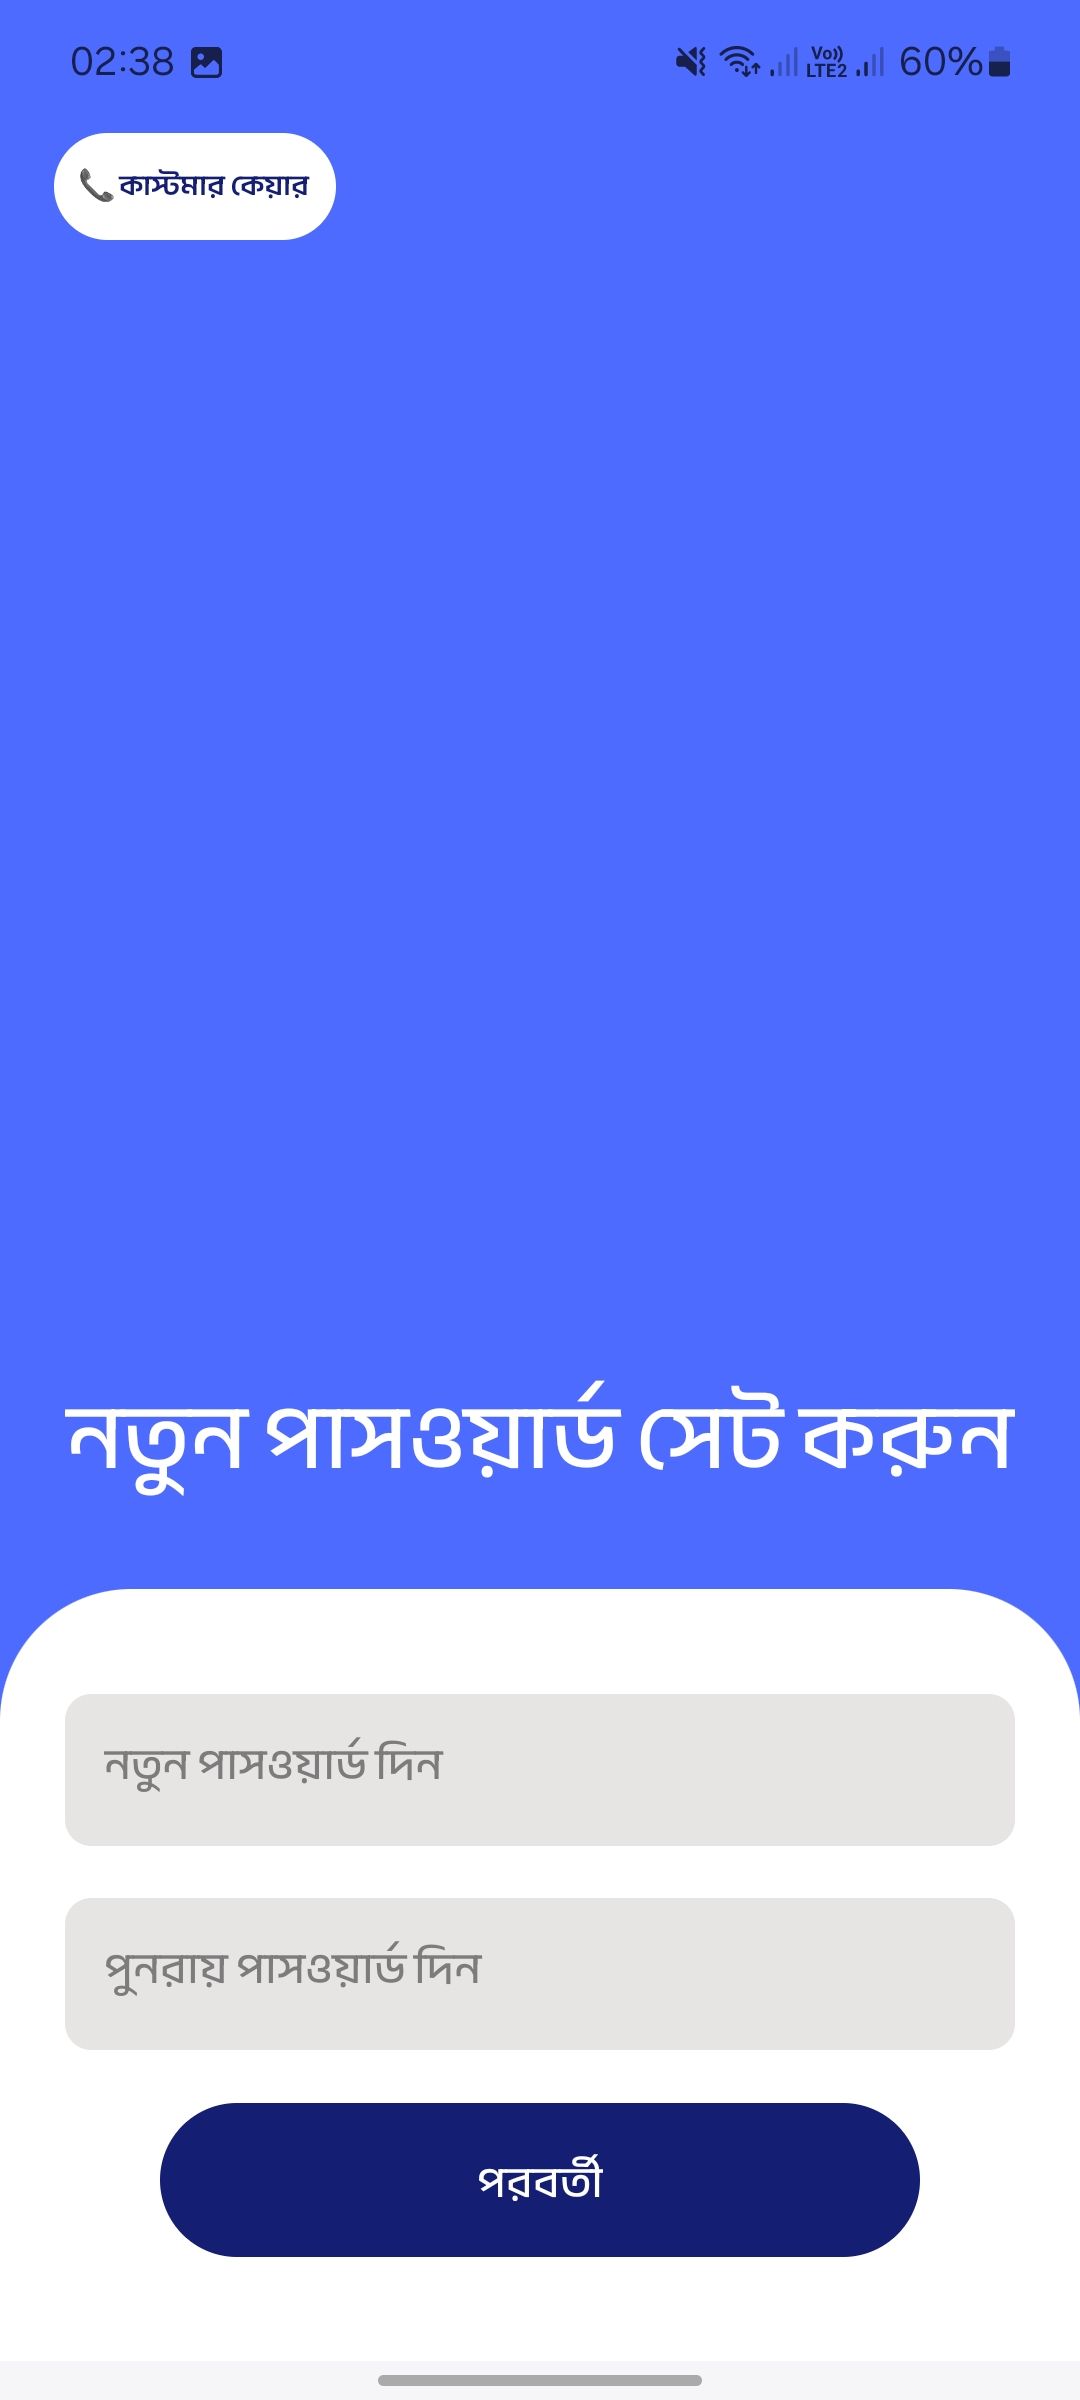 02:38 Vo)) LTE2 60%
কাস্টমার কেয়ার
নতুন পাসওয়ার্ড সেট করুন
নতুন পাসওয়ার্ড দিন
পুনরায় পাসওয়ার্ড দিন
পরবর্তী